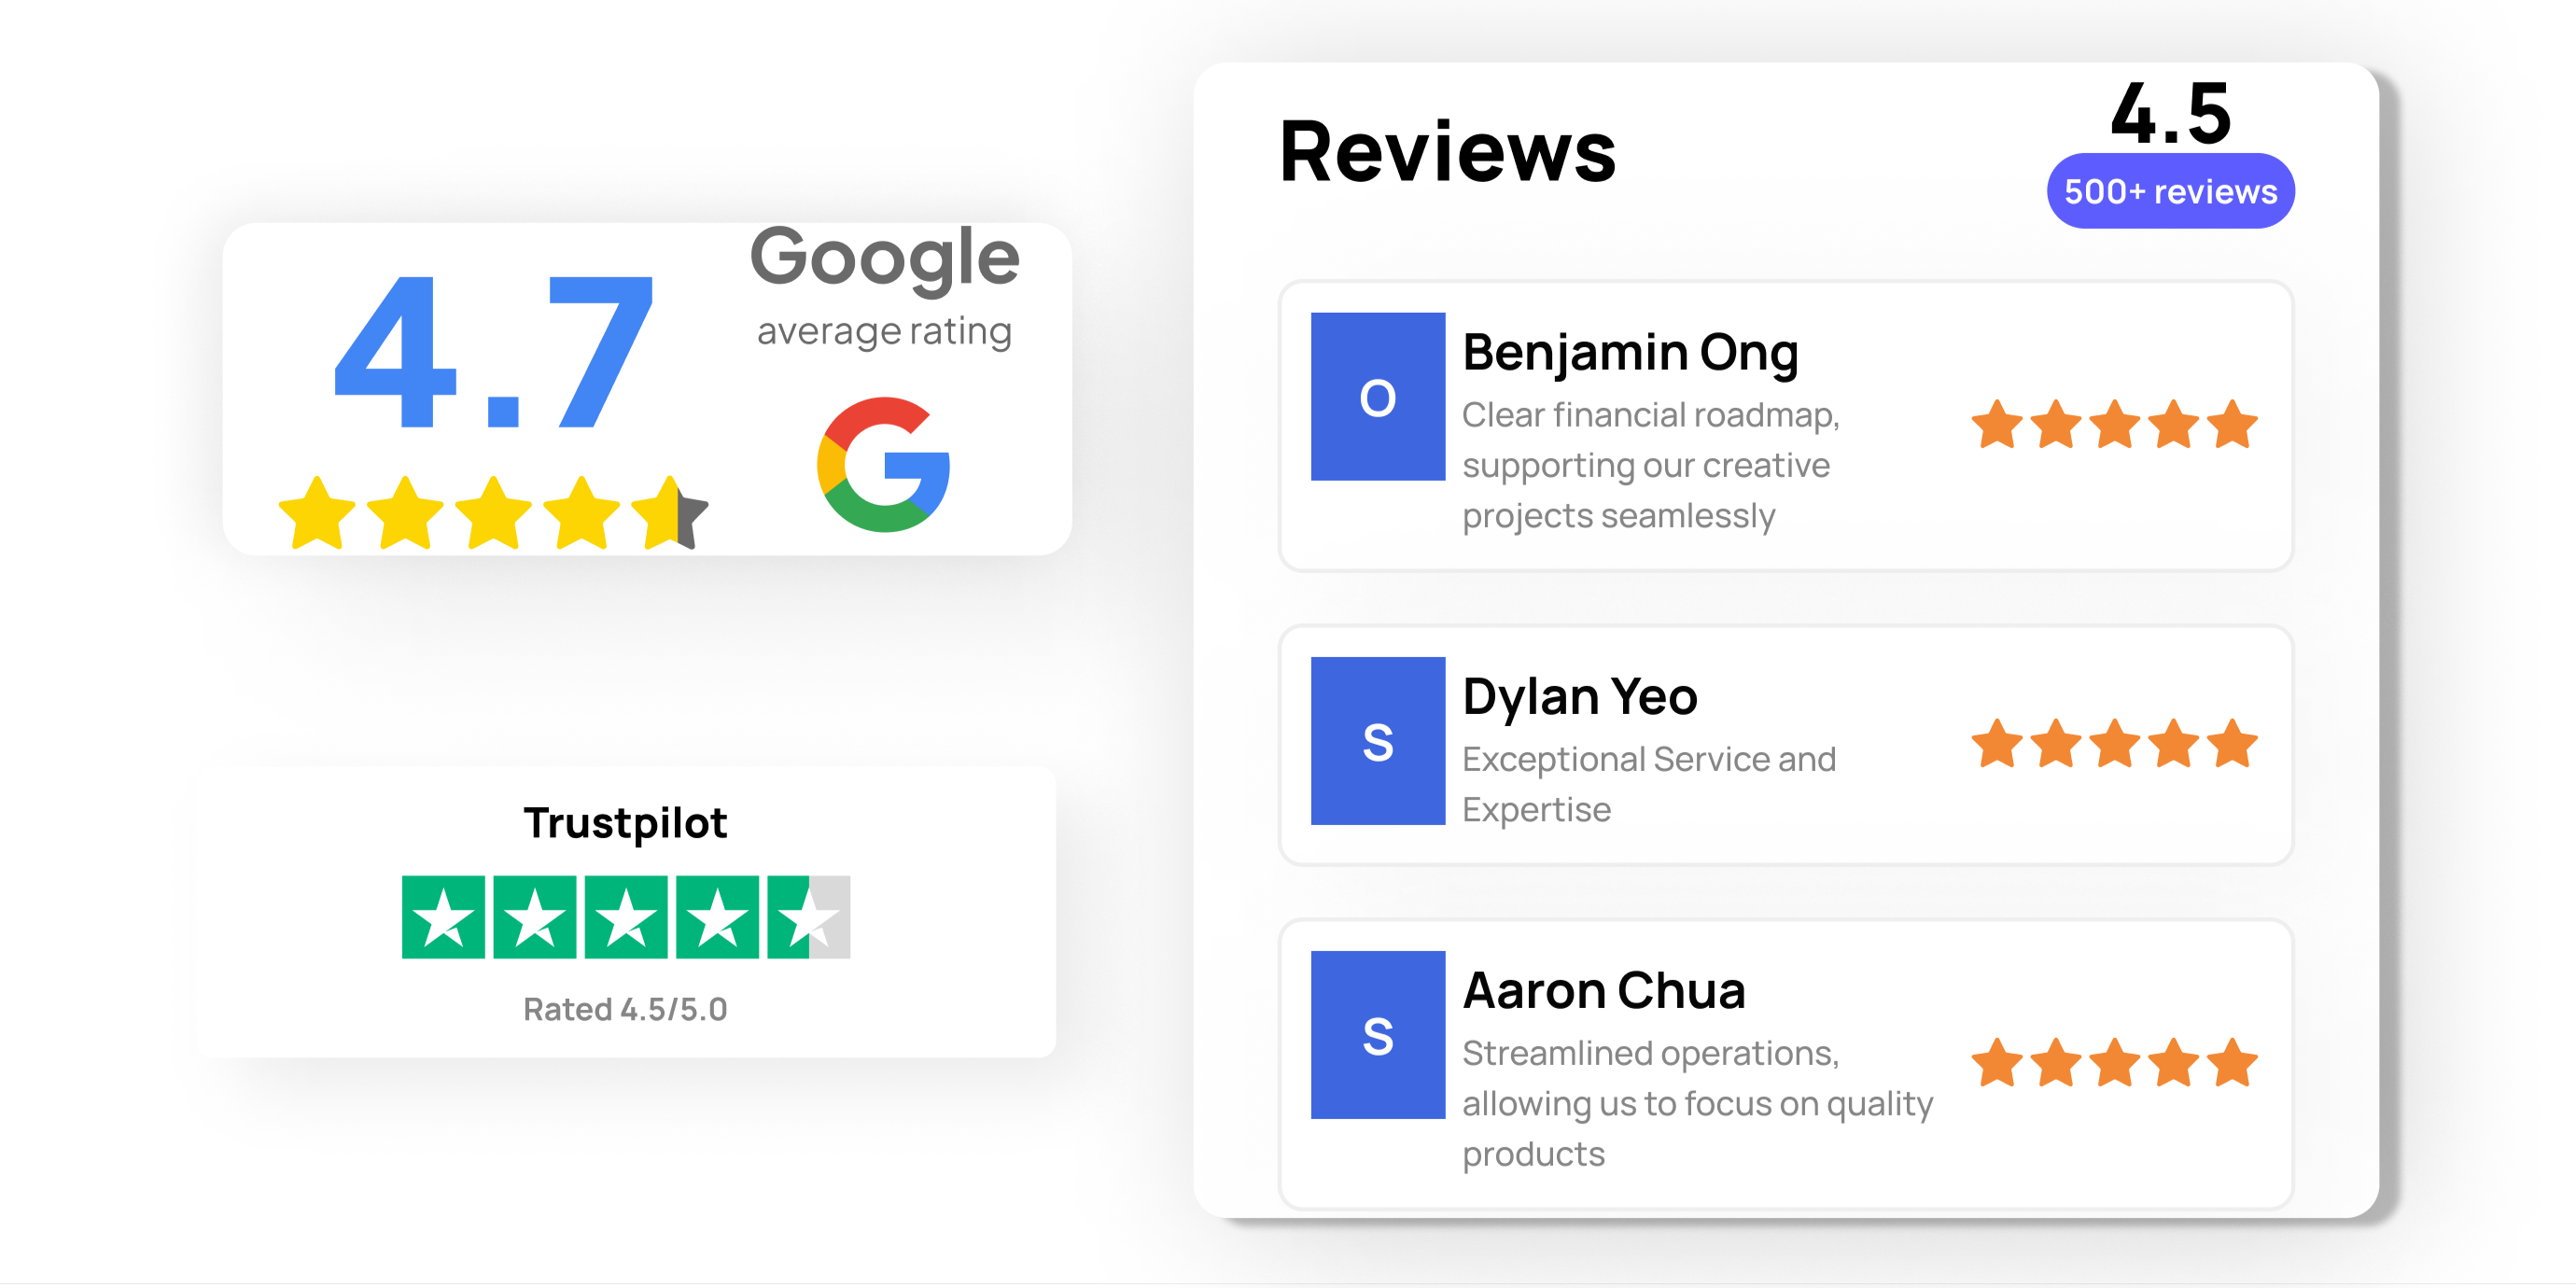 4.7
Google
average rating
Trustpilot
Rated 4.5/5.0
Reviews
4.5
500+ reviews
O
Benjamin Ong
Clear financial roadmap,
supporting our creative
projects seamlessly
S
Dylan Yeo
Exceptional Service and
Expertise
S
Aaron Chua
Streamlined operations,
allowing us to focus on quality
products